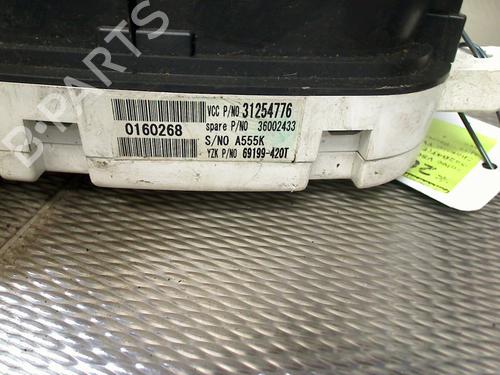 B-PARTS
VCC P/NO 31254776
0160268
spare P/NO 36002433
S/NO A555K
YZK P/NO 69199-420T